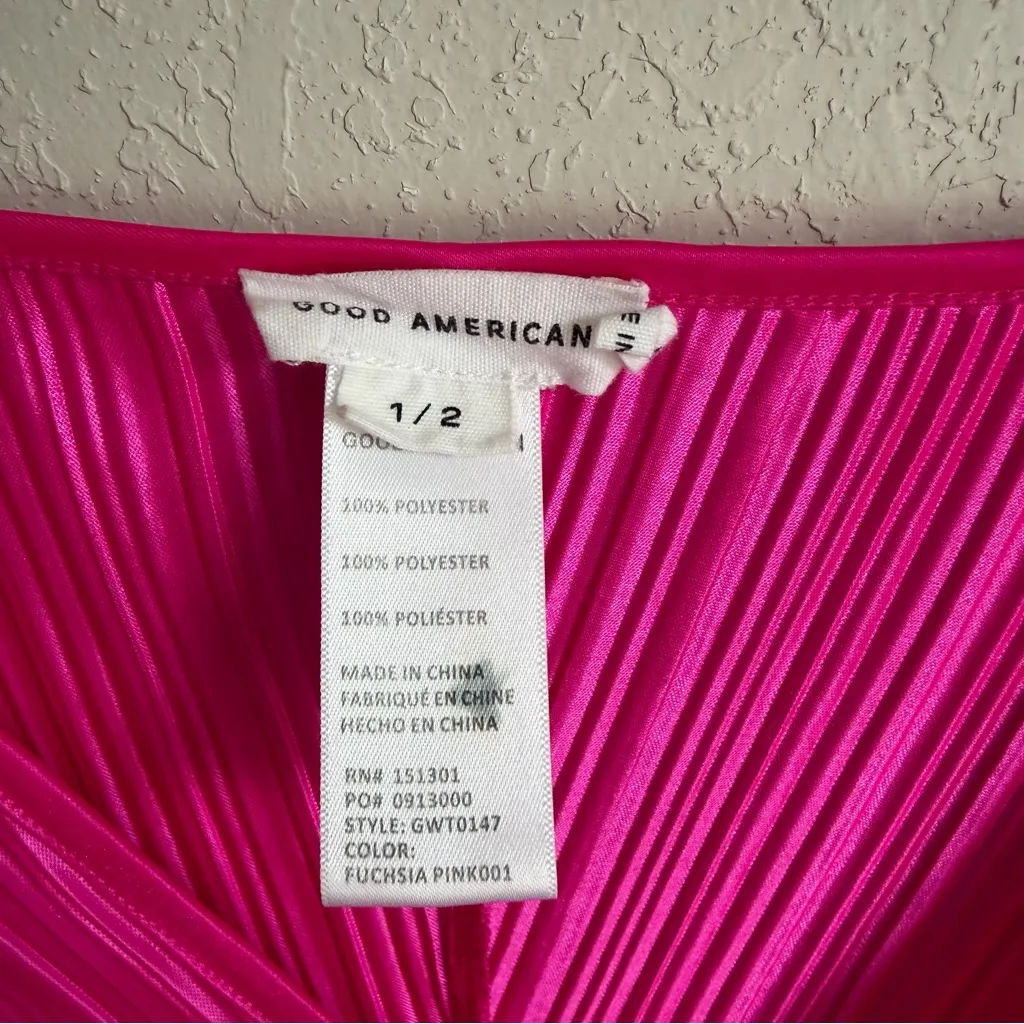 GOOD AMERICAN
1/2
100% POLYESTER
100% POLYESTER
100% POLIÉSTER
MADE IN CHINA
FABRIQUÉ EN CHINE
HECHO EN CHINA
RN# 151301
PO# 0913000
STYLE: GWT0147
COLOR:
FUCHSIA PINK001